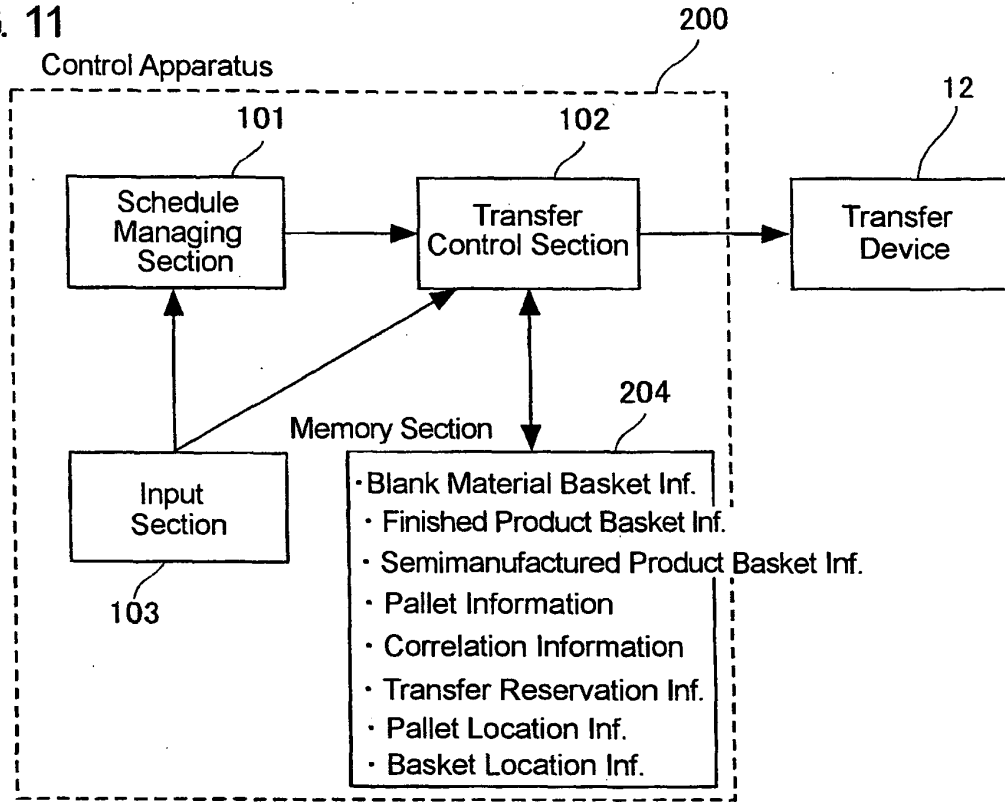 . 11
Control Apparatus
200
101
102
12
Schedule
Managing
Section
Transfer
Control Section
Transfer
Device
204
Memory Section
Input
Section
103
· Blank Material Basket Inf.
· Finished Product Basket Inf.
· Semimanufactured Product Basket Inf.
· Pallet Information
· Correlation Information
· Transfer Reservation Inf.
· Pallet Location Inf.
· Basket Location Inf.